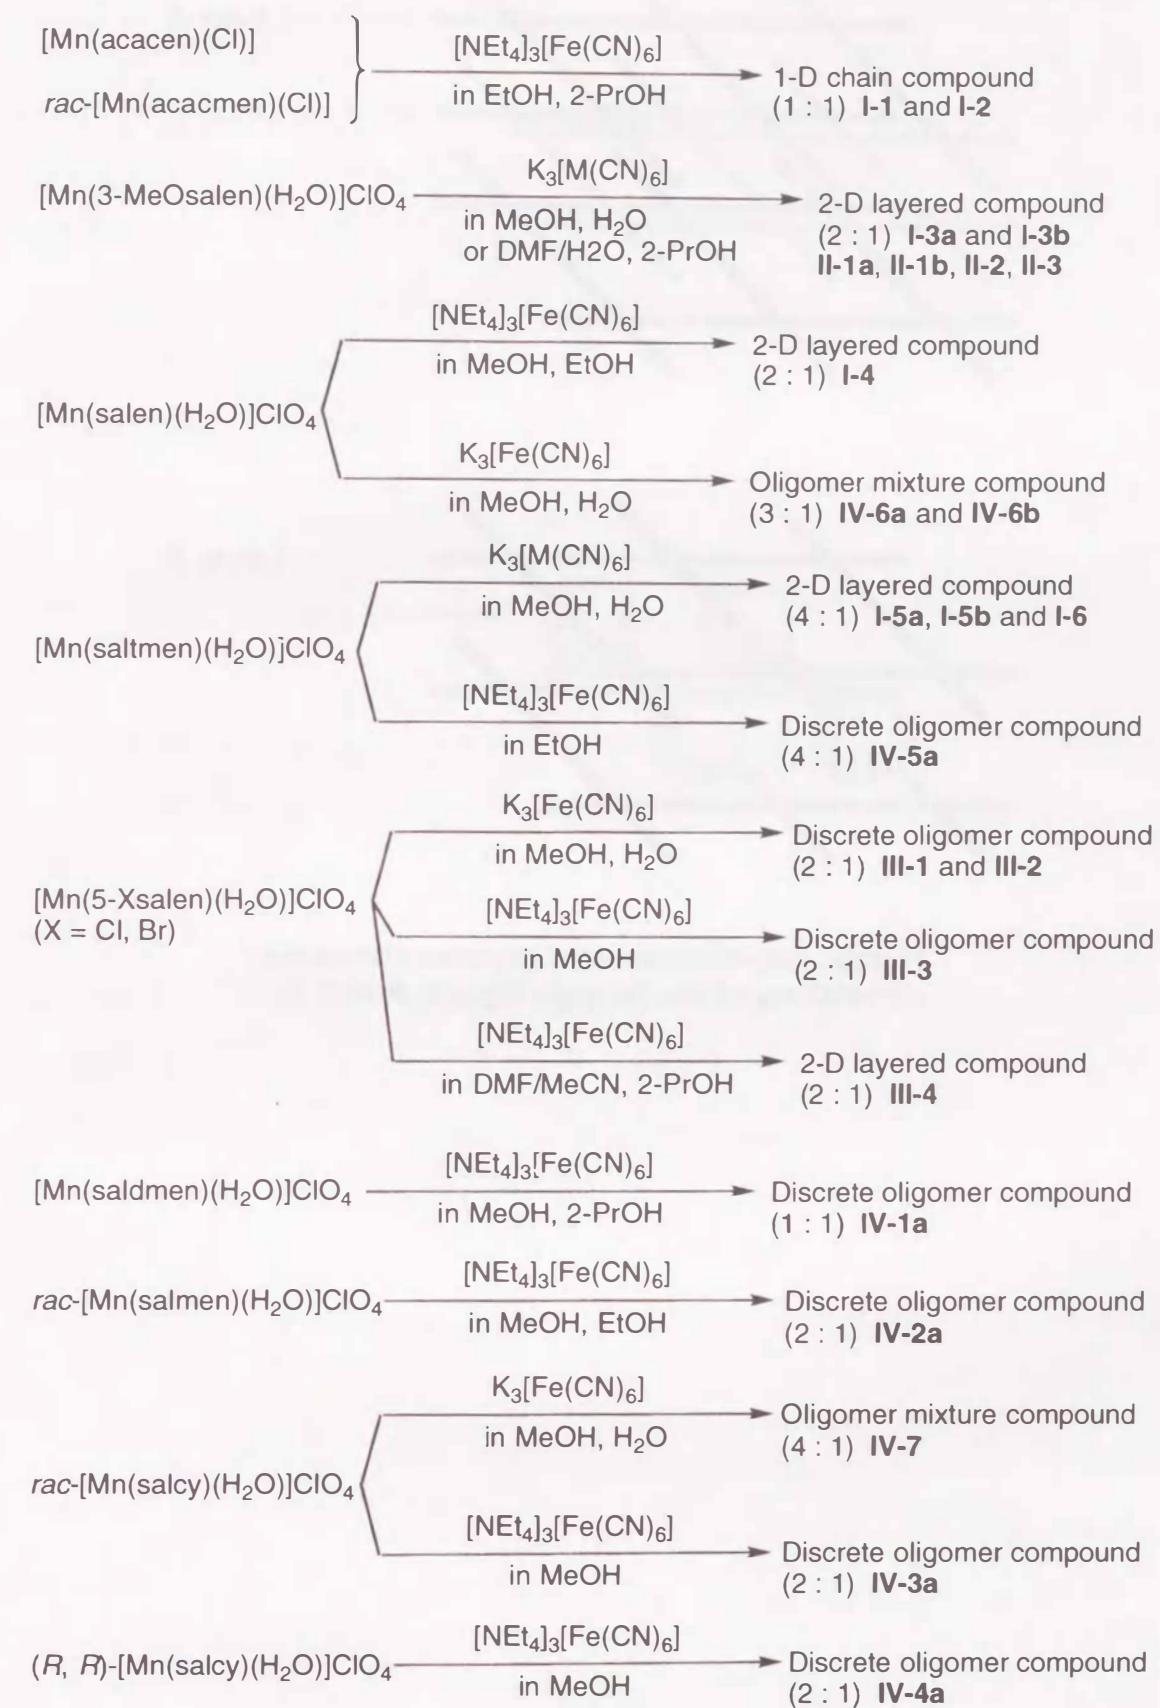 [Mn(acacen)(Cl)]
rac-[Mn(acacmen)(Cl)]
[NEt4]3[Fe(CN)6]
in EtOH, 2-PrOH
1-D chain compound
(1 : 1) I-1 and I-2
[Mn(3-MeOsalen)(H2O)]ClO4
K3[M(CN)6]
in MeOH, H2O
or DMF/H2O, 2-PrOH
2-D layered compound
(2 : 1) I-3a and I-3b
II-1a, II-1b, II-2, II-3
[Mn(salen)(H2O)]ClO4
[NEt4]3[Fe(CN)6]
in MeOH, EtOH
2-D layered compound
(2 : 1) I-4
K3[Fe(CN)6]
in MeOH, H2O
Oligomer mixture compound
(3 : 1) IV-6a and IV-6b
[Mn(saltmen)(H2O)]ClO4
K3[M(CN)6]
in MeOH, H2O
2-D layered compound
(4 : 1) I-5a, I-5b and I-6
[NEt4]3[Fe(CN)6]
in EtOH
Discrete oligomer compound
(4 : 1) IV-5a
[Mn(5-Xsalen)(H2O)]ClO4
(X = Cl, Br)
K3[Fe(CN)6]
in MeOH, H2O
Discrete oligomer compound
(2 : 1) III-1 and III-2
[NEt4]3[Fe(CN)6]
in MeOH
Discrete oligomer compound
(2 : 1) III-3
[NEt4]3[Fe(CN)6]
in DMF/MeCN, 2-PrOH
2-D layered compound
(2 : 1) III-4
[Mn(saldmen)(H2O)]ClO4
[NEt4]3[Fe(CN)6]
in MeOH, 2-PrOH
Discrete oligomer compound
(1 : 1) IV-1a
rac-[Mn(salmen)(H2O)]ClO4
[NEt4]3[Fe(CN)6]
in MeOH, EtOH
Discrete oligomer compound
(2 : 1) IV-2a
rac-[Mn(salcy)(H2O)]ClO4
K3[Fe(CN)6]
in MeOH, H2O
Oligomer mixture compound
(4 : 1) IV-7
[NEt4]3[Fe(CN)6]
in MeOH
Discrete oligomer compound
(2 : 1) IV-3a
(R, R)-[Mn(salcy)(H2O)]ClO4
[NEt4]3[Fe(CN)6]
in MeOH
Discrete oligomer compound
(2 : 1) IV-4a